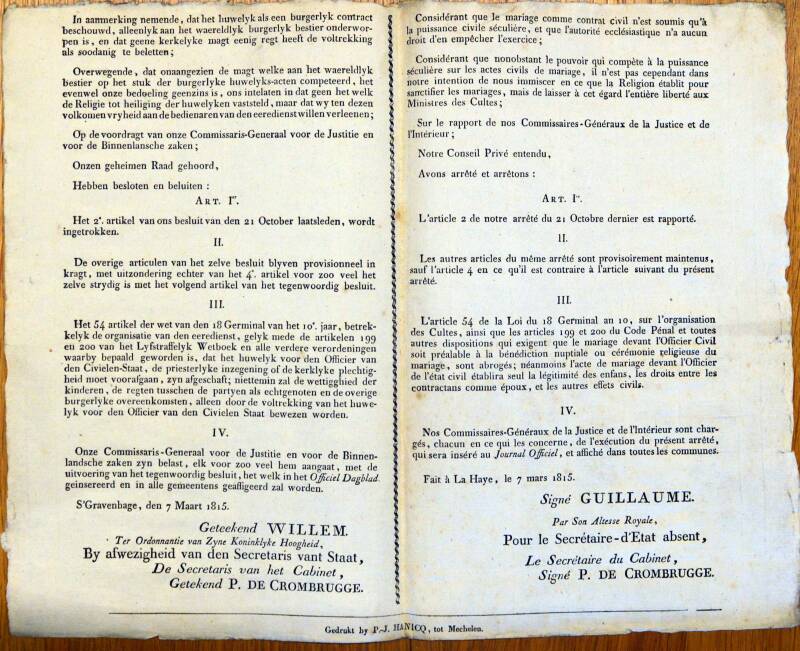 In aanmerking nemende, dat het huwelyk als een burgerlyk contract
beschouwd, alleenlyk aan het waereldlyk burgerlyk bestier onderwor-
pen is, en dat geene kerkelyke magt eenig regt heeft de voltrekking
als soodanig te beletten;
Overwegende, dat onaangezien de magt welke aan het waereldlyk
bestier op het stuk der burgerlyke huwelyks-acten competeerd, het
evenwel onse bedoeling geenzins is, ons intelaten in dat geen het welk
de Religie tot heiliging der huwelyken vaststeld, maar dat wy ten dezen
volkomen vryheid aan de bedienaren van den eeredienst willen verleenen;
Op de voordragt van onze Commissaris-Generaal voor de Justitie en
voor de Binnenlansche zaken;
Onzen geheimen Raad gehoord,
Hebben besloten en beluiten :
ART. Ir.
Het 2e. artikel van ons besluit van den 21 October laatsleden, wordt
ingetrokken.
II.
De overige articulen van het zelve besluit blyven provisionneel in
kragt, met uitzondering echter van het 4e. artikel voor zoo veel het
zelve strydig is met het volgend artikel van het tegenwoordig besluit.
III.
Het 54 artikel der wet van den 18 Germinal van het 10e. jaar, betrek-
kelyk de organisatie van den eeredienst, gelyk mede de artikelen 199
en 200 van het Lyfstraffelyk Wetboek en alle verdere verordeningen
waarby bepaald geworden is, dat het huwelyk voor den Officier van
den Civielen-Staat, de priesterlyke inzegening of de kerklyke plechtig-
heid moet voorafgaan, zyn afgeschaft; niettemin zal de wettigheid der
kinderen, de regten tusschen de partyen als echtgenoten en de overige
burgerlyke overeenkomsten, alleen door de voltrekking van het huwe-
lyk voor den Officier van den Civielen Staat bewezen worden.
IV.
Onze Commissaris-Generaal voor de Justitie en voor de Binnen-
landsche zaken zyn belast, elk voor zoo veel hem aangaat, met de
uitvoering van het tegenwoordig besluit, het welk in het Officiel Dagblad
geinsereerd en in alle gemeentens geaffigeerd zal worden.
S'Gravenhage, den 7 Maart 1815.
Geteekend WILLEM.
Ter Ordonnantie van Zyne Koninklyke Hoogheid,
By afwezigheid van den Secretaris vant Staat,
De Secretaris van het Cabinet,
Getekend P. DE CROMBRUGGE.
Considérant que le mariage comme contrat civil n'est soumis qu'à
la puissance civile séculière, et que l'autorité ecclésiastique n'a aucun
droit d'en empêcher l'exercice;
Considérant que nonobstant le pouvoir qui compète à la puissance
séculière sur les actes civils de mariage, il n'est pas cependant dans
notre intention de nous immiscer en ce que la Religion établit pour
sanctifier les mariages, mais de laisser à cet égard l'entière liberté aux
Ministres des Cultes;
Sur le rapport de nos Commissaires-Généraux de la Justice et de
l'Intérieur;
Notre Conseil Privé entendu,
Avons arrêté et arrêtons :
ART. Ir.
L'article 2 de notre arrêté du 21 Octobre dernier est rapporté.
II.
Les autres articles du même arrêté sont provisoirement maintenus,
sauf l'article 4 en ce qu'il est contraire à l'article suivant du présent
arrêté.
III.
L'article 54 de la Loi du 18 Germinal an 10, sur l'organisation
des Cultes, ainsi que les articles 199 et 200 du Code Pénal et toutes
autres dispositions qui exigent que le mariage devant l'Officier Civil
soit préalable à la bénédiction nuptiale ou cérémonie religieuse du
mariage, sont abrogés; néanmoins l'acte de mariage devant l'Officier
de l'état civil établira seul la légitimité des enfans, les droits entre les
contractans comme époux, et les autres effets civils.
IV.
Nos Commissaires-Généraux de la Justice et de l'Intérieur sont char-
gés, chacun en ce qui les concerne, de l'exécution du présent arrêté,
qui sera inséré au Journal Officiel, et affiché dans toutes les communes.
Fait à La Haye, le 7 mars 1815.
Signé GUILLAUME.
Par Son Altesse Royale,
Pour le Secrétaire-d'Etat absent,
Le Secrétaire du Cabinet,
Signé P. DE CROMBRUGGE.
Gedrukt by P.-J. HANICQ, tot Mechelen.